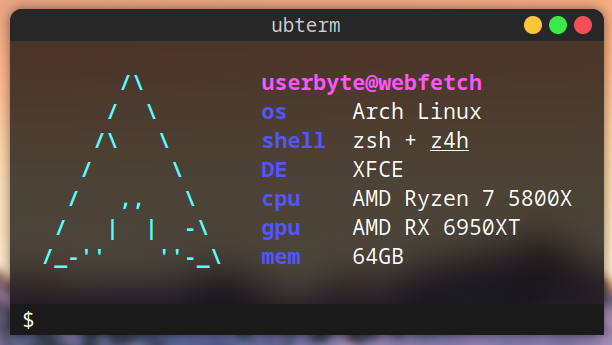 ubterm
userbyte@webfetch
os Arch Linux
shell zsh + z4h
DE XFCE
cpu AMD Ryzen 7 5800X
gpu AMD RX 6950XT
mem 64GB
$